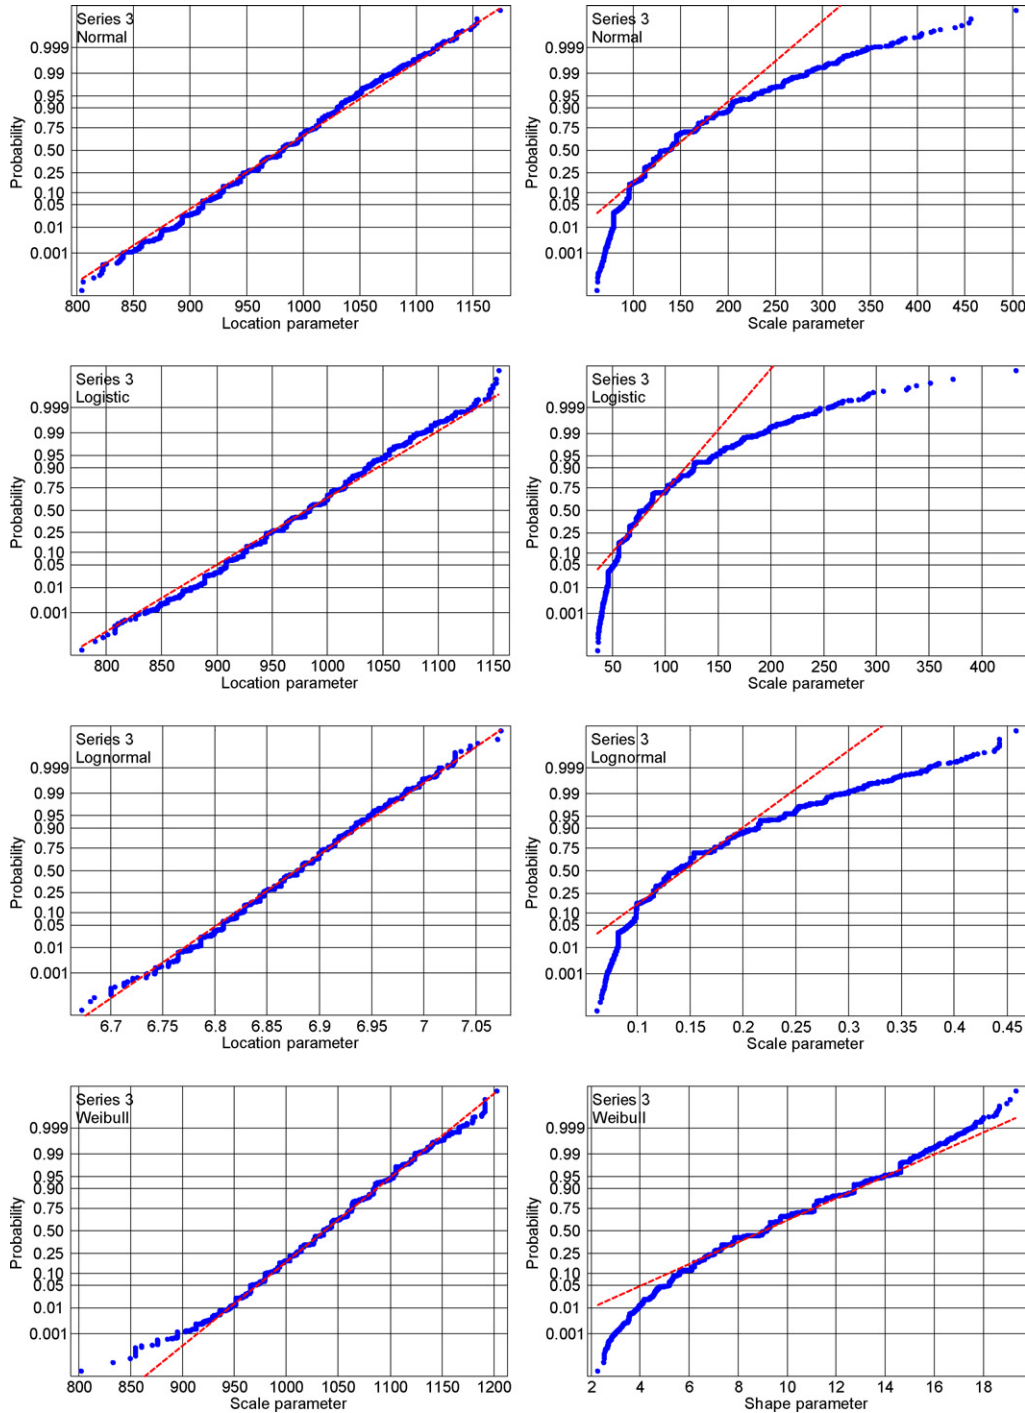 Series 3
Normal
Probability
0.999
0.99
0.95
0.90
0.75
0.50
0.25
0.10
0.05
0.01
0.001
800 850 900 950 1000 1050 1100 1150
Location parameter
Series 3
Normal
Probability
0.999
0.99
0.95
0.90
0.75
0.50
0.25
0.10
0.05
0.01
0.001
100 150 200 250 300 350 400 450 500
Scale parameter
Series 3
Logistic
Probability
0.999
0.99
0.95
0.90
0.75
0.50
0.25
0.10
0.05
0.01
0.001
800 850 900 950 1000 1050 1100 1150
Location parameter
Series 3
Logistic
Probability
0.999
0.99
0.95
0.90
0.75
0.50
0.25
0.10
0.05
0.01
0.001
50 100 150 200 250 300 350 400
Scale parameter
Series 3
Lognormal
Probability
0.999
0.99
0.95
0.90
0.75
0.50
0.25
0.10
0.05
0.01
0.001
6.7 6.75 6.8 6.85 6.9 6.95 7 7.05
Location parameter
Series 3
Lognormal
Probability
0.999
0.99
0.95
0.90
0.75
0.50
0.25
0.10
0.05
0.01
0.001
0.1 0.15 0.2 0.25 0.3 0.35 0.4 0.45
Scale parameter
Series 3
Weibull
Probability
0.999
0.99
0.95
0.90
0.75
0.50
0.25
0.10
0.05
0.01
0.001
800 850 900 950 1000 1050 1100 1150 1200
Scale parameter
Series 3
Weibull
Probability
0.999
0.99
0.95
0.90
0.75
0.50
0.25
0.10
0.05
0.01
0.001
2 4 6 8 10 12 14 16 18
Shape parameter